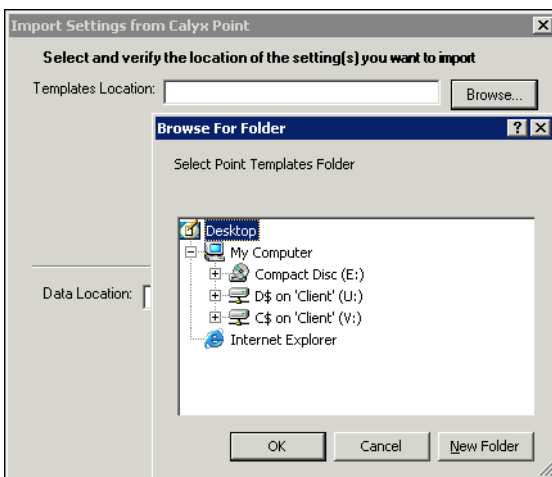 Import Settings from Calyx Point
Select and verify the location of the setting(s) you want to import
Templates Location:
Browse...
Browse For Folder
Select Point Templates Folder
Desktop
My Computer
Compact Disc (E:)
D$ on 'Client' (U:)
C$ on 'Client' (V:)
Internet Explorer
Data Location:
OK Cancel New Folder